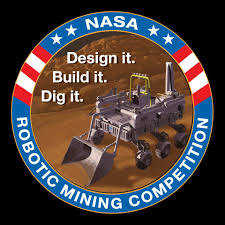 NASA
Design it.
Build it.
Dig it.
ROBOTIC MINING COMPETITION